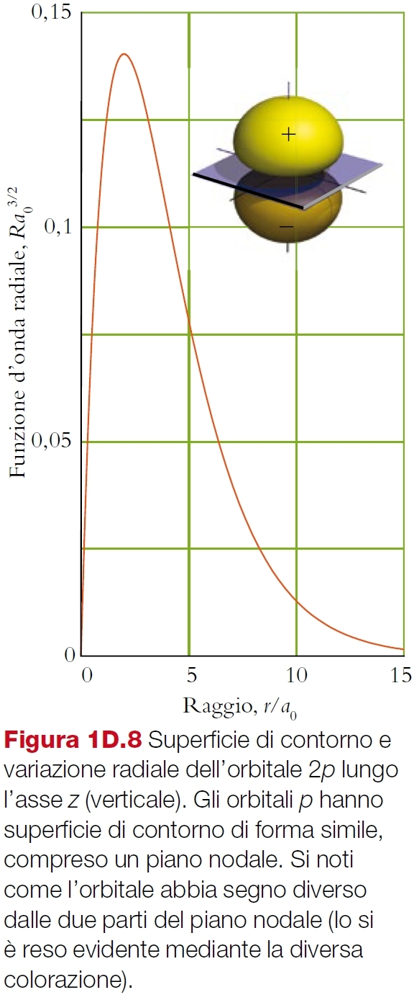 0,15
0,1
0,05
0
Funzione d'onda radiale, Ra₀^3/2
+
−
0 5 10 15
Raggio, r/a₀
Figura 1D.8 Superficie di contorno e
variazione radiale dell'orbitale 2p lungo
l'asse z (verticale). Gli orbitali p hanno
superficie di contorno di forma simile,
compreso un piano nodale. Si noti
come l'orbitale abbia segno diverso
dalle due parti del piano nodale (lo si
è reso evidente mediante la diversa
colorazione).